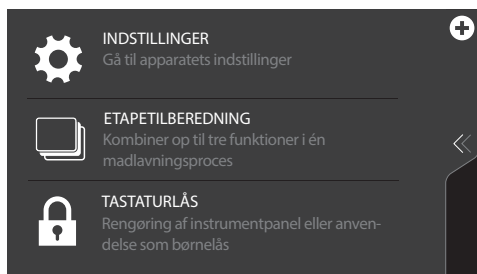 INDSTILLINGER
Gå til apparatets indstillinger
ETAPETILBEREDNING
Kombiner op til tre funktioner i én
madlavningsproces
TASTATURLÅS
Rengøring af instrumentpanel eller anven-
delse som børnelås